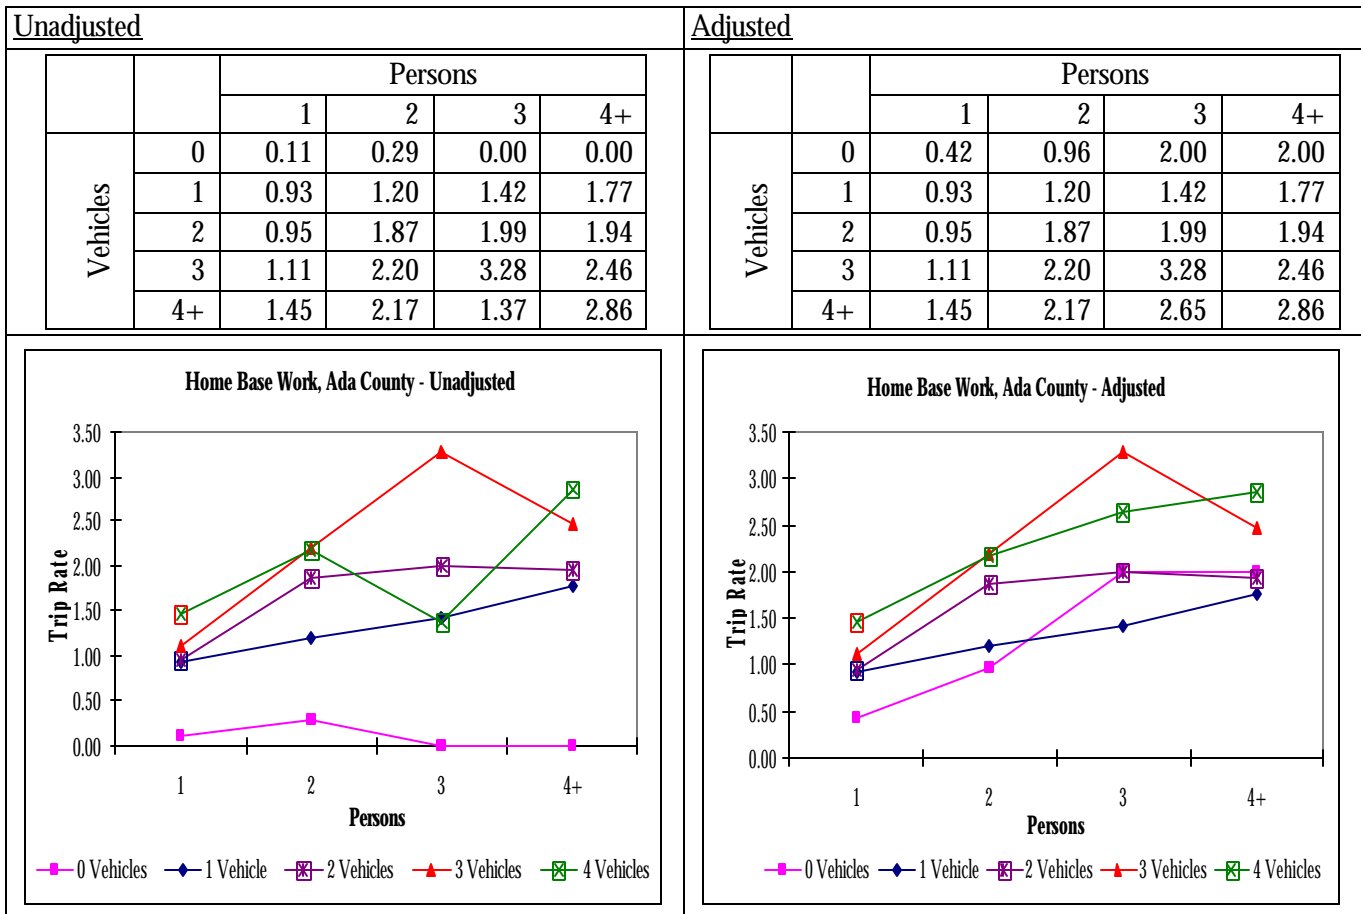 Unadjusted
Persons
1 2 3 4+
Vehicles
0 0.11 0.29 0.00 0.00
1 0.93 1.20 1.42 1.77
2 0.95 1.87 1.99 1.94
3 1.11 2.20 3.28 2.46
4+ 1.45 2.17 1.37 2.86
Adjusted
Persons
1 2 3 4+
Vehicles
0 0.42 0.96 2.00 2.00
1 0.93 1.20 1.42 1.77
2 0.95 1.87 1.99 1.94
3 1.11 2.20 3.28 2.46
4+ 1.45 2.17 2.65 2.86
Home Base Work, Ada County - Unadjusted
Trip Rate
3.50
3.00
2.50
2.00
1.50
1.00
0.50
0.00
1 2 3 4+
Persons
0 Vehicles 1 Vehicle 2 Vehicles 3 Vehicles 4 Vehicles
Home Base Work, Ada County - Adjusted
Trip Rate
3.50
3.00
2.50
2.00
1.50
1.00
0.50
0.00
1 2 3 4+
Persons
0 Vehicles 1 Vehicle 2 Vehicles 3 Vehicles 4 Vehicles